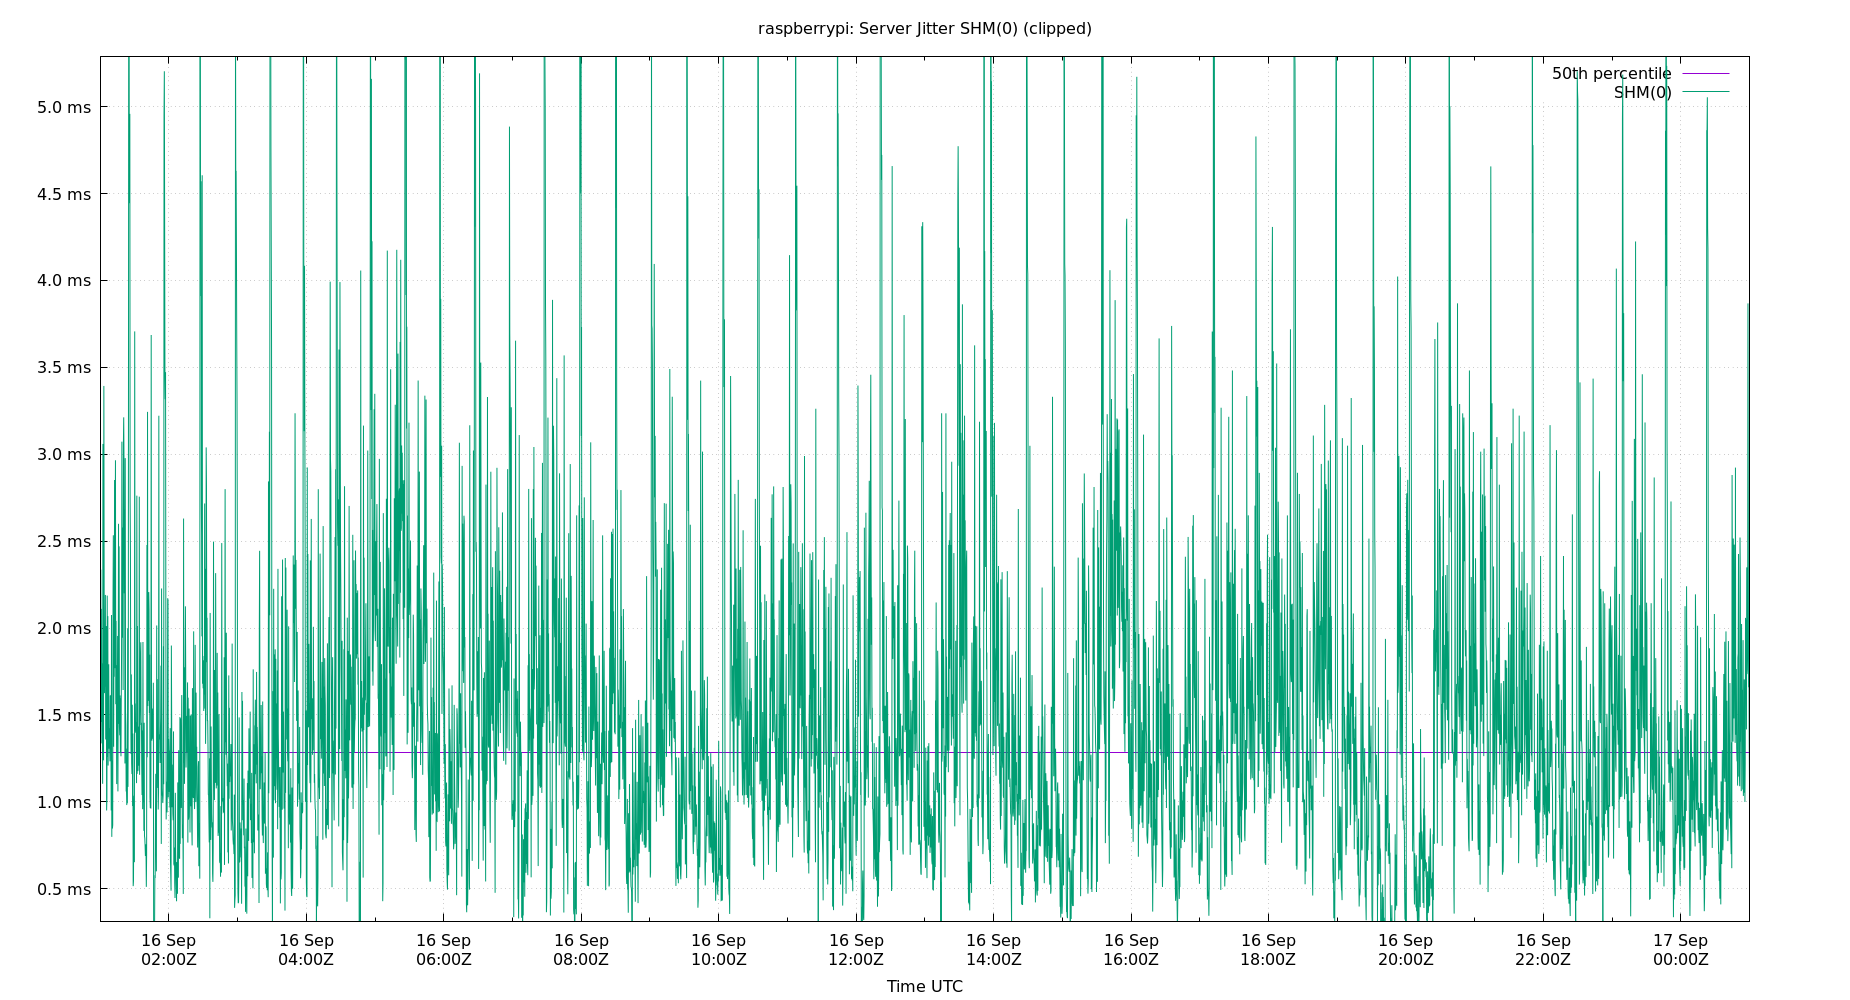 raspberrypi: Server Jitter SHM(0) (clipped)
50th percentile
SHM(0)
5.0 ms
4.5 ms
4.0 ms
3.5 ms
3.0 ms
2.5 ms
2.0 ms
1.5 ms
1.0 ms
0.5 ms
16 Sep 16 Sep 16 Sep 16 Sep 16 Sep 16 Sep 16 Sep 16 Sep 16 Sep 16 Sep 16 Sep 17 Sep
02:00Z 04:00Z 06:00Z 08:00Z 10:00Z 12:00Z 14:00Z 16:00Z 18:00Z 20:00Z 22:00Z 00:00Z
Time UTC